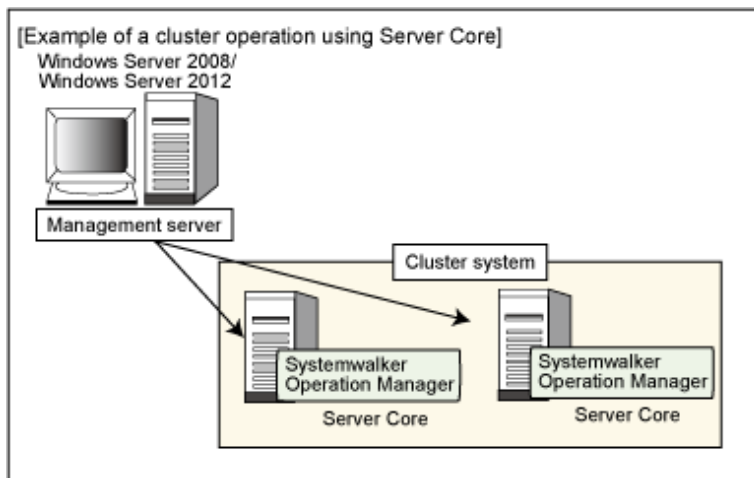 [Example of a cluster operation using Server Core]
Windows Server 2008/
Windows Server 2012
Management server
Cluster system
Systemwalker
Operation Manager
Server Core
Systemwalker
Operation Manager
Server Core